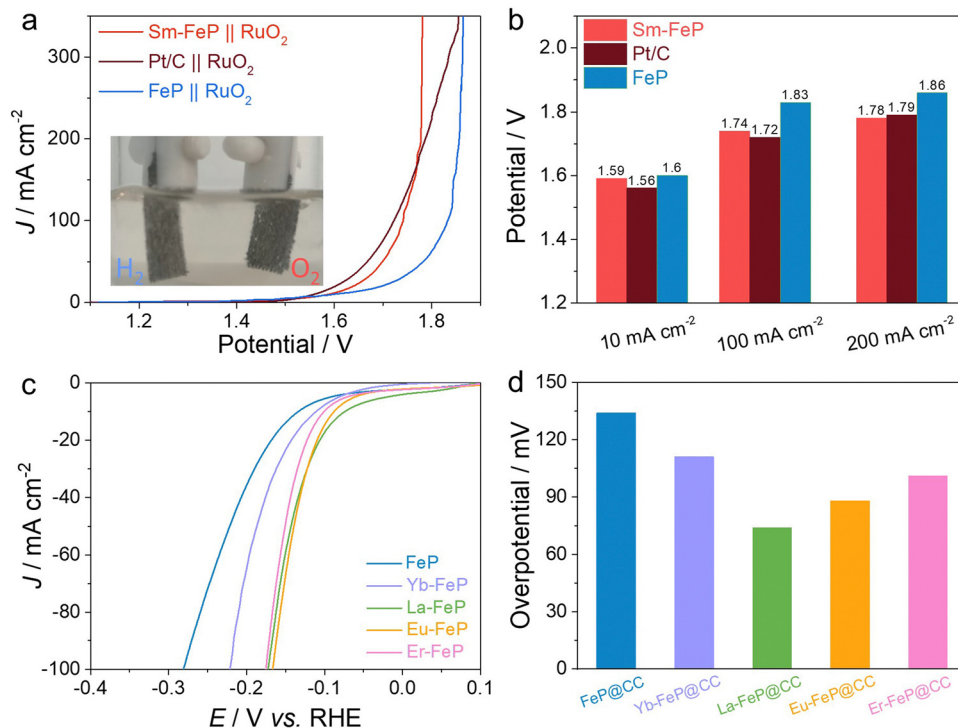 a
Sm-FeP || RuO₂
Pt/C || RuO₂
FeP || RuO₂
H₂
O₂
300
200
100
0
J / mA cm⁻²
1.2
1.4
1.6
1.8
Potential / V
b
Sm-FeP
Pt/C
FeP
2.0
1.8
1.6
1.4
1.2
Potential / V
1.59
1.56
1.6
1.74
1.72
1.83
1.78
1.79
1.86
10 mA cm⁻²
100 mA cm⁻²
200 mA cm⁻²
c
0
-20
-40
-60
-80
-100
J / mA cm⁻²
FeP
Yb-FeP
La-FeP
Eu-FeP
Er-FeP
-0.4
-0.3
-0.2
-0.1
0.0
0.1
E / V vs. RHE
d
150
120
90
60
30
0
Overpotential / mV
FeP@CC
Yb-FeP@CC
La-FeP@CC
Eu-FeP@CC
Er-FeP@CC